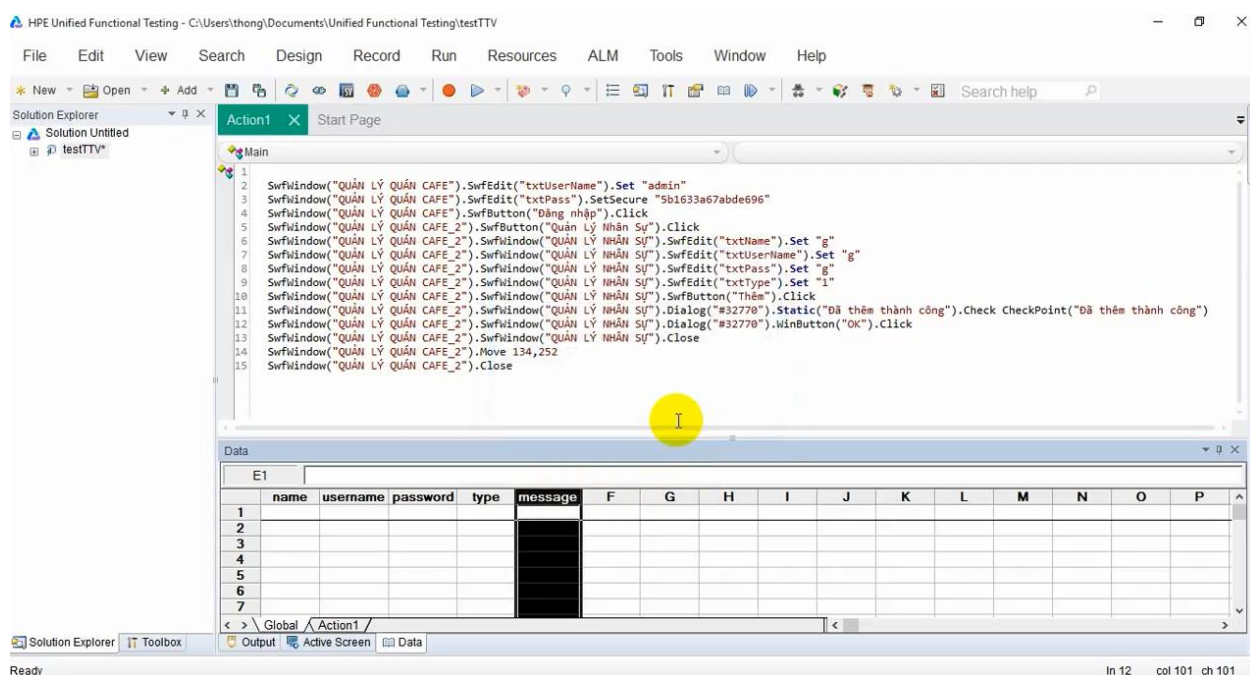 HPE Unified Functional Testing - C:\Users\thong\Documents\Unified Functional Testing\testTTV
File Edit View Search Design Record Run Resources ALM Tools Window Help
New Open Add Search help
Solution Explorer
Action1 Start Page
Solution Untitled
testTTV*
Main
1
2 SwfWindow("QUẢN LÝ QUÁN CAFE").SwfEdit("txtUserName").Set "admin"
3 SwfWindow("QUẢN LÝ QUÁN CAFE").SwfEdit("txtPass").SetSecure "5b1633a67abde696"
4 SwfWindow("QUẢN LÝ QUÁN CAFE").SwfButton("Đăng nhập").Click
5 SwfWindow("QUẢN LÝ QUÁN CAFE_2").SwfButton("Quản Lý Nhân Sự").Click
6 SwfWindow("QUẢN LÝ QUÁN CAFE_2").SwfWindow("QUẢN LÝ NHÂN SỰ").SwfEdit("txtName").Set "g"
7 SwfWindow("QUẢN LÝ QUÁN CAFE_2").SwfWindow("QUẢN LÝ NHÂN SỰ").SwfEdit("txtUserName").Set "g"
8 SwfWindow("QUẢN LÝ QUÁN CAFE_2").SwfWindow("QUẢN LÝ NHÂN SỰ").SwfEdit("txtPass").Set "g"
9 SwfWindow("QUẢN LÝ QUÁN CAFE_2").SwfWindow("QUẢN LÝ NHÂN SỰ").SwfEdit("txtType").Set "1"
10 SwfWindow("QUẢN LÝ QUÁN CAFE_2").SwfWindow("QUẢN LÝ NHÂN SỰ").SwfButton("Thêm").Click
11 SwfWindow("QUẢN LÝ QUÁN CAFE_2").SwfWindow("QUẢN LÝ NHÂN SỰ").Dialog("#32770").Static("Đã thêm thành công").Check CheckPoint("Đã thêm thành công")
12 SwfWindow("QUẢN LÝ QUÁN CAFE_2").SwfWindow("QUẢN LÝ NHÂN SỰ").Dialog("#32770").WinButton("OK").Click
13 SwfWindow("QUẢN LÝ QUÁN CAFE_2").SwfWindow("QUẢN LÝ NHÂN SỰ").Close
14 SwfWindow("QUẢN LÝ QUÁN CAFE_2").Move 134,252
15 SwfWindow("QUẢN LÝ QUÁN CAFE_2").Close
Data
E1
name username password type message F G H I J K L M N O P
1
2
3
4
5
6
7
Global Action1
Solution Explorer Toolbox Output Active Screen Data
Ready ln 12 col 101 ch 101